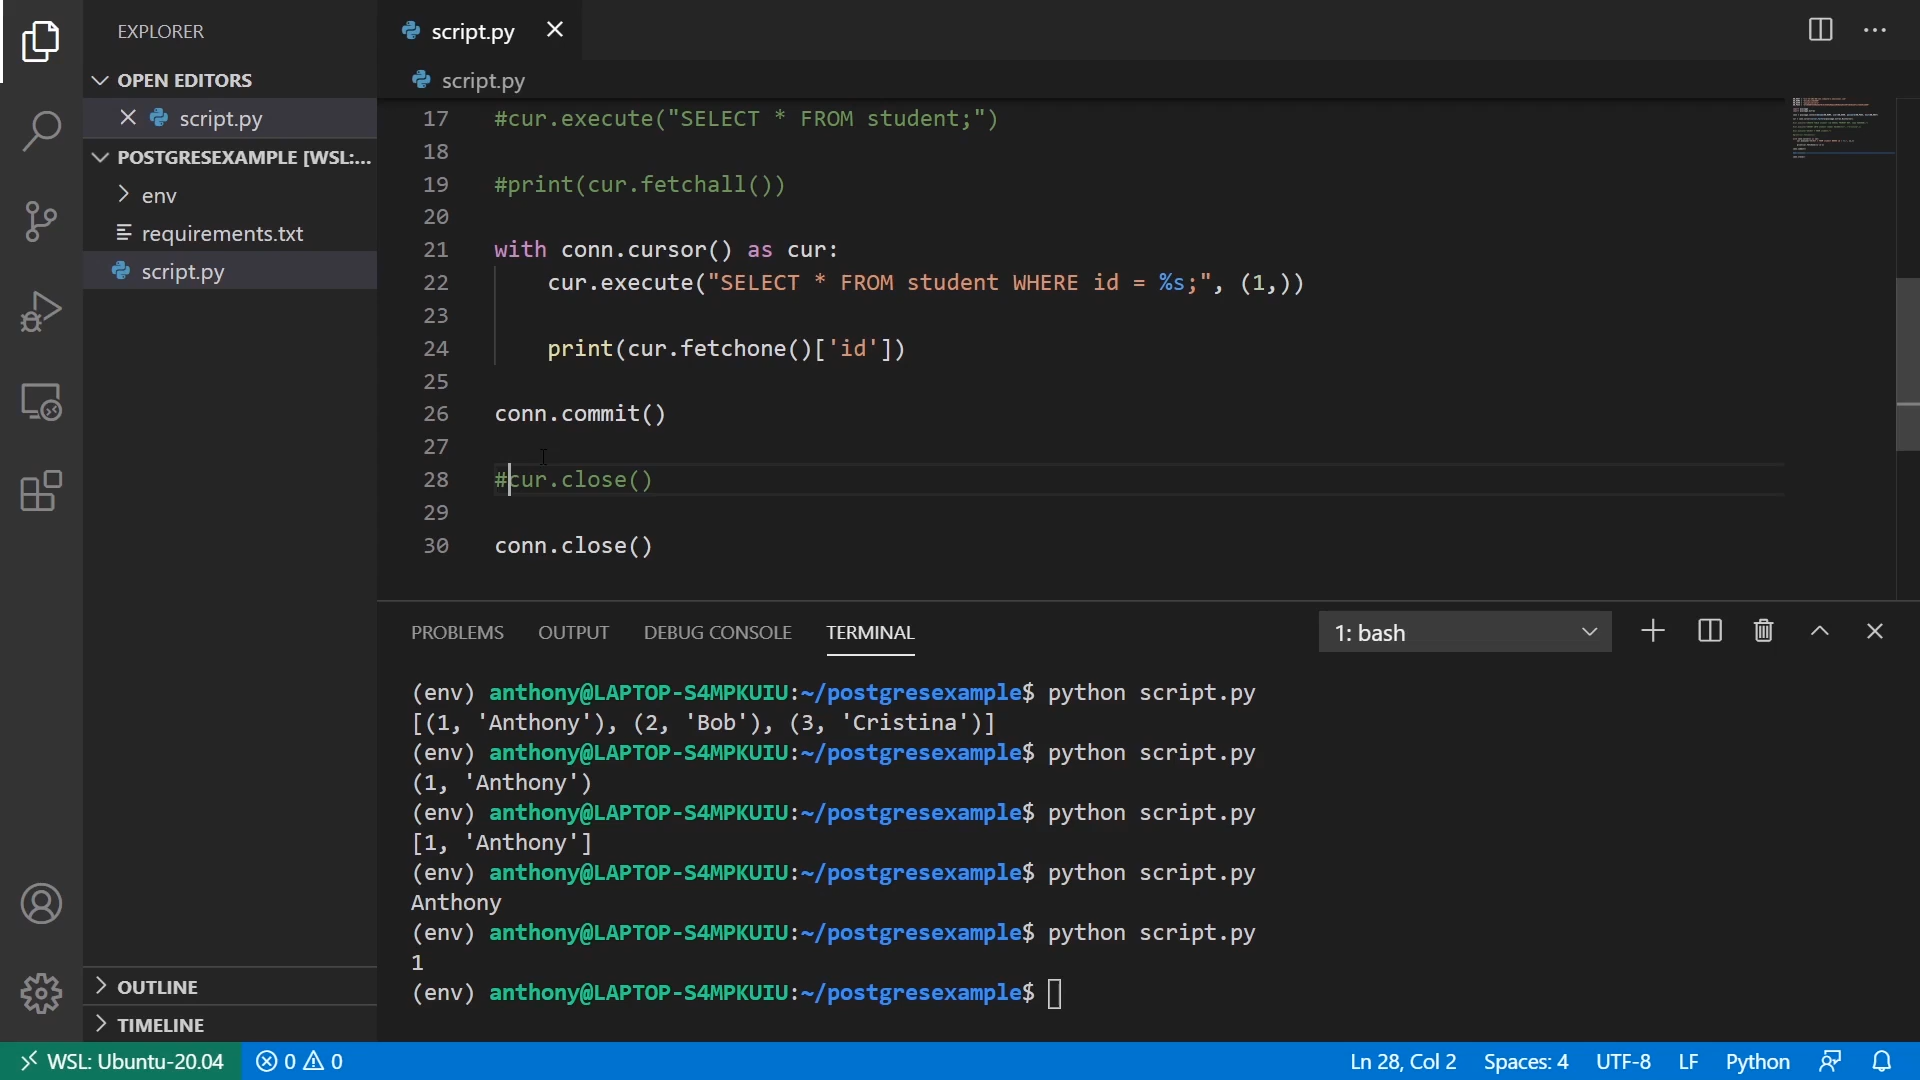 EXPLORER
OPEN EDITORS
script.py
POSTGRESEXAMPLE [WSL:...
env
requirements.txt
script.py
OUTLINE
TIMELINE
script.py
script.py
17 #cur.execute("SELECT * FROM student;")
18
19 #print(cur.fetchall())
20
21 with conn.cursor() as cur:
22     cur.execute("SELECT * FROM student WHERE id = %s;", (1,))
23
24     print(cur.fetchone()['id'])
25
26 conn.commit()
27
28 #cur.close()
29
30 conn.close()
PROBLEMS OUTPUT DEBUG CONSOLE TERMINAL 1: bash
(env) anthony@LAPTOP-S4MPKUIU:~/postgresexample$ python script.py
[(1, 'Anthony'), (2, 'Bob'), (3, 'Cristina')]
(env) anthony@LAPTOP-S4MPKUIU:~/postgresexample$ python script.py
(1, 'Anthony')
(env) anthony@LAPTOP-S4MPKUIU:~/postgresexample$ python script.py
[1, 'Anthony']
(env) anthony@LAPTOP-S4MPKUIU:~/postgresexample$ python script.py
Anthony
(env) anthony@LAPTOP-S4MPKUIU:~/postgresexample$ python script.py
1
(env) anthony@LAPTOP-S4MPKUIU:~/postgresexample$
WSL: Ubuntu-20.04 0 0 Ln 28, Col 2 Spaces: 4 UTF-8 LF Python